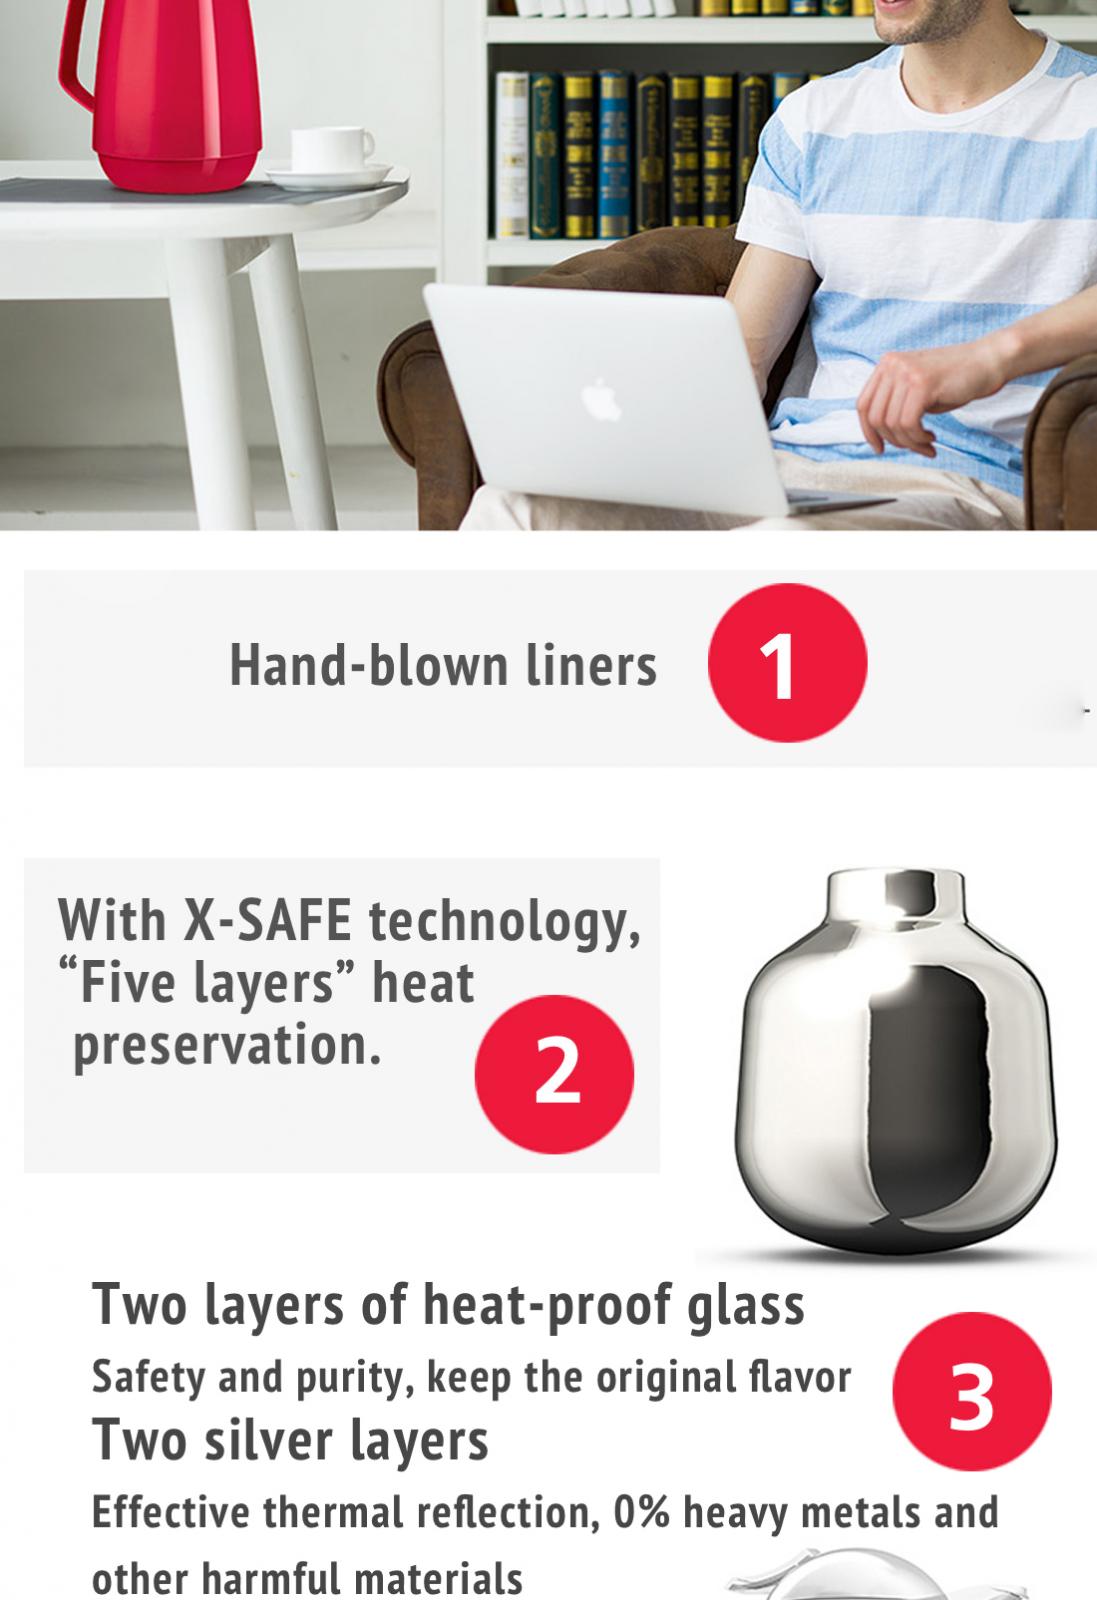 Hand-blown liners
1
With X-SAFE technology,
“Five layers” heat
preservation.
2
Two layers of heat-proof glass
Safety and purity, keep the original flavor
3
Two silver layers
Effective thermal reflection, 0% heavy metals and
other harmful materials